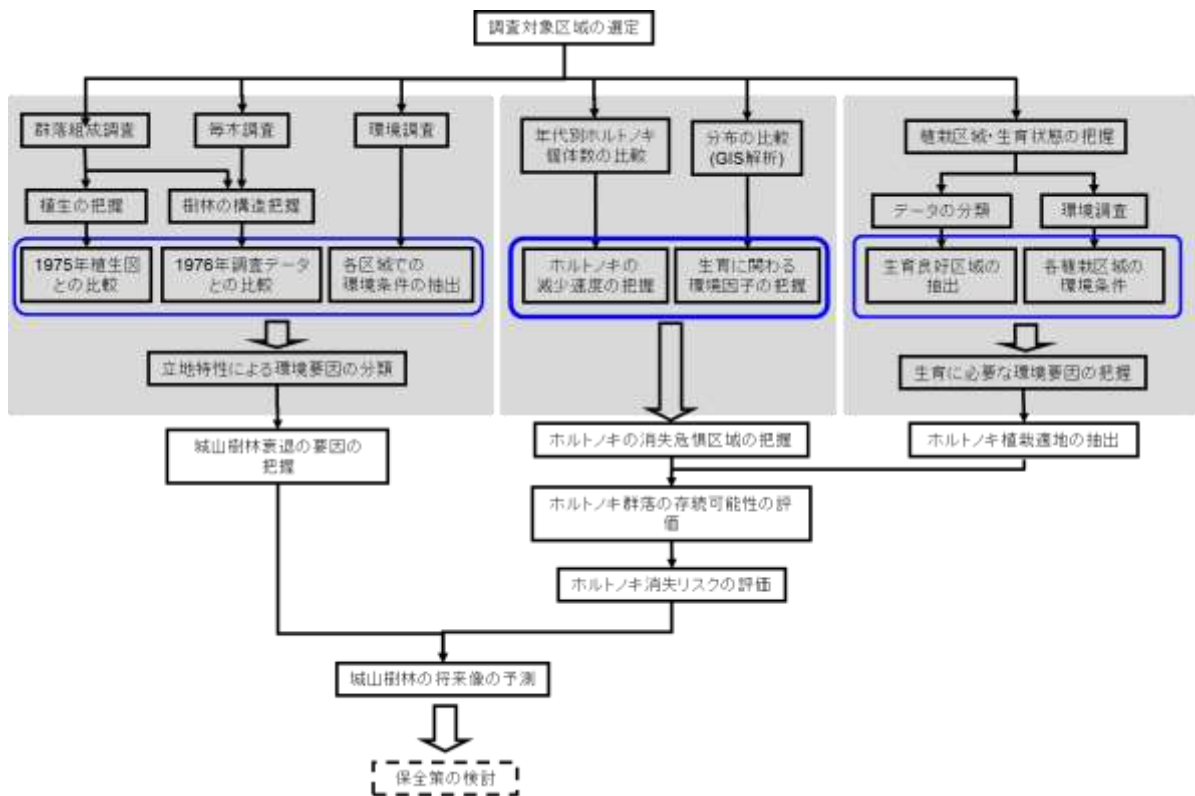 調査対象区域の選定
群落組成調査
毎木調査
環境調査
年代別ホルトノキ
個体数の比較
分布の比較
(GIS解析)
植栽区域・生育状態の把握
植生の把握
樹林の構造把握
データの分類
環境調査
1975年植生図
との比較
1976年調査データ
との比較
各区域での
環境条件の抽出
ホルトノキの
減少速度の把握
生育に関わる
環境因子の把握
生育良好区域の
抽出
各植栽区域の
環境条件
立地特性による環境要因の分類
生育に必要な環境要因の把握
城山樹林衰退の要因の
把握
ホルトノキの消失危惧区域の把握
ホルトノキ植栽適地の抽出
ホルトノキ群落の存続可能性の評
価
ホルトノキ消失リスクの評価
城山樹林の将来像の予測
保全策の検討